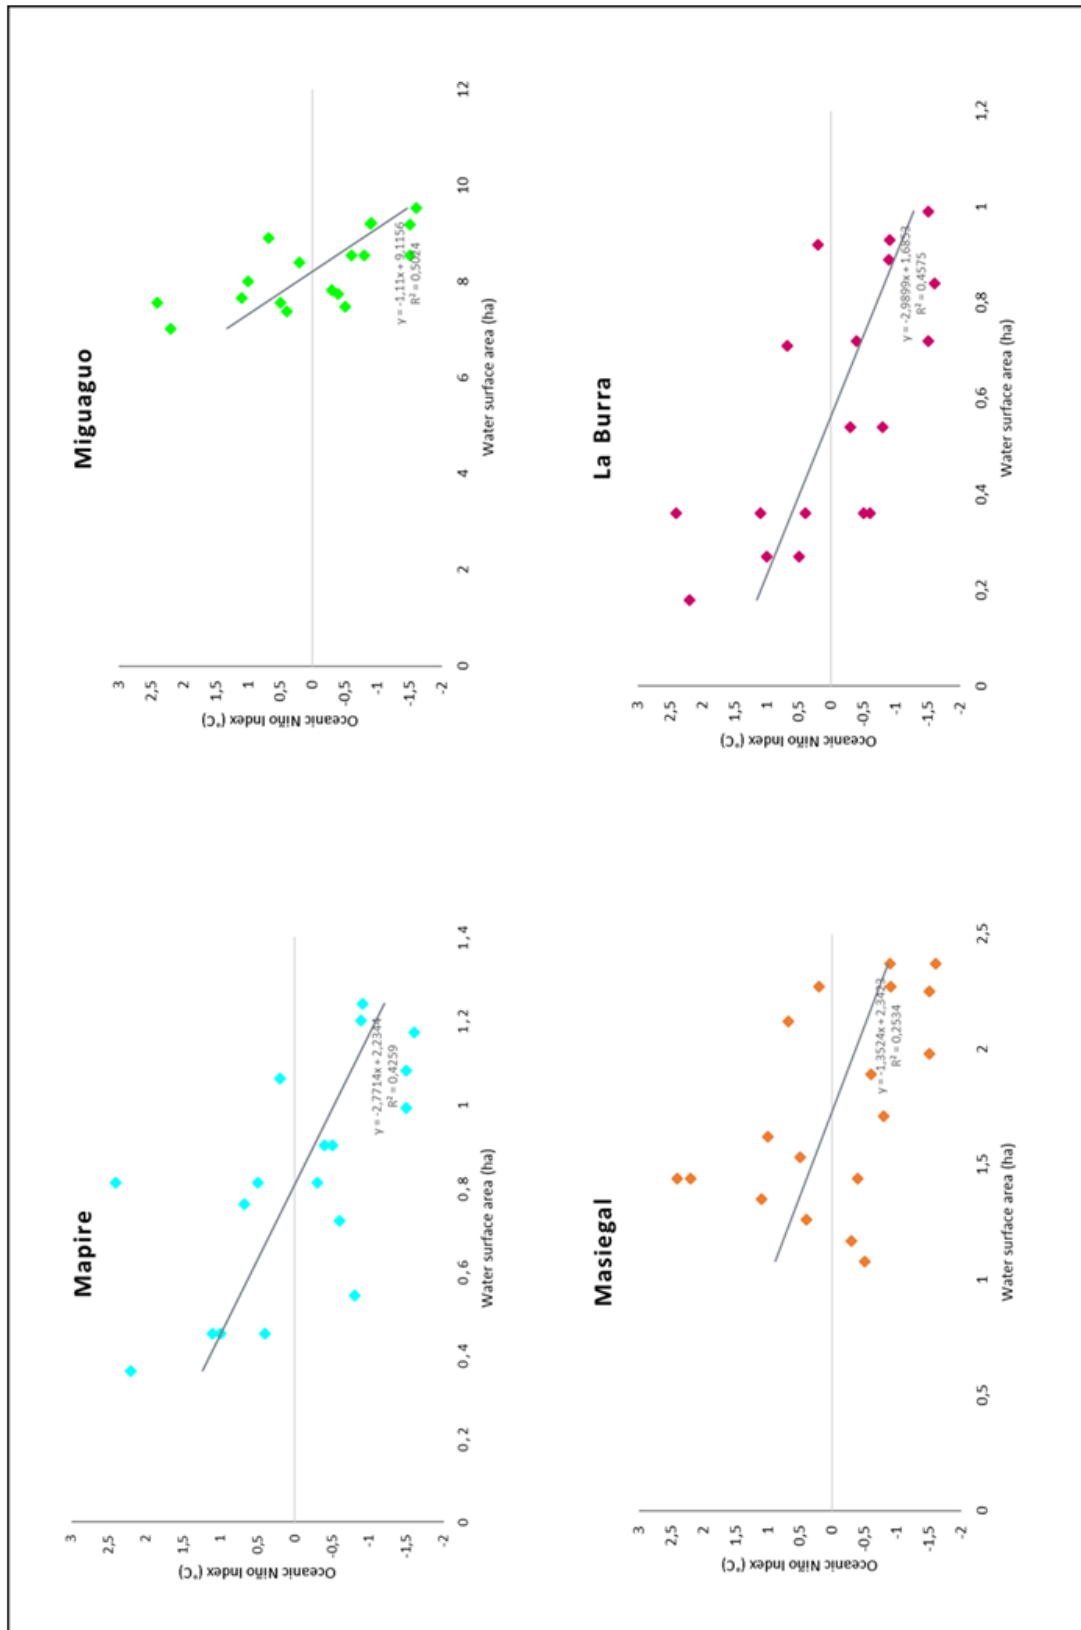 Mapire
Oceanic Niño Index (°C)
3
2,5
2
1,5
1
0,5
0
-0,5
-1
-1,5
-2
y = -2,7714x + 2,2344
R² = 0,4259
0 0,2 0,4 0,6 0,8 1 1,2 1,4
Water surface area (ha)
Miguaguo
Oceanic Niño Index (°C)
3
2,5
2
1,5
1
0,5
0
-0,5
-1
-1,5
-2
y = -1,11x + 9,1156
R² = 0,5024
0 2 4 6 8 10 12
Water surface area (ha)
Masiegal
Oceanic Niño Index (°C)
3
2,5
2
1,5
1
0,5
0
-0,5
-1
-1,5
-2
y = -1,3524x + 2,3423
R² = 0,2534
0 0,5 1 1,5 2 2,5
Water surface area (ha)
La Burra
Oceanic Niño Index (°C)
3
2,5
2
1,5
1
0,5
0
-0,5
-1
-1,5
-2
y = -2,9899x + 1,6853
R² = 0,4575
0 0,2 0,4 0,6 0,8 1 1,2
Water surface area (ha)